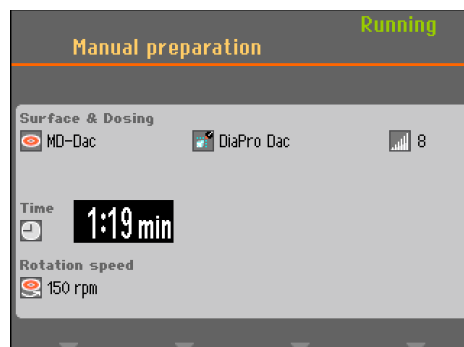 Running
Manual preparation
Surface & Dosing
MD-Dac DiaPro Dac 8
Time
1:19 min
Rotation speed
150 rpm